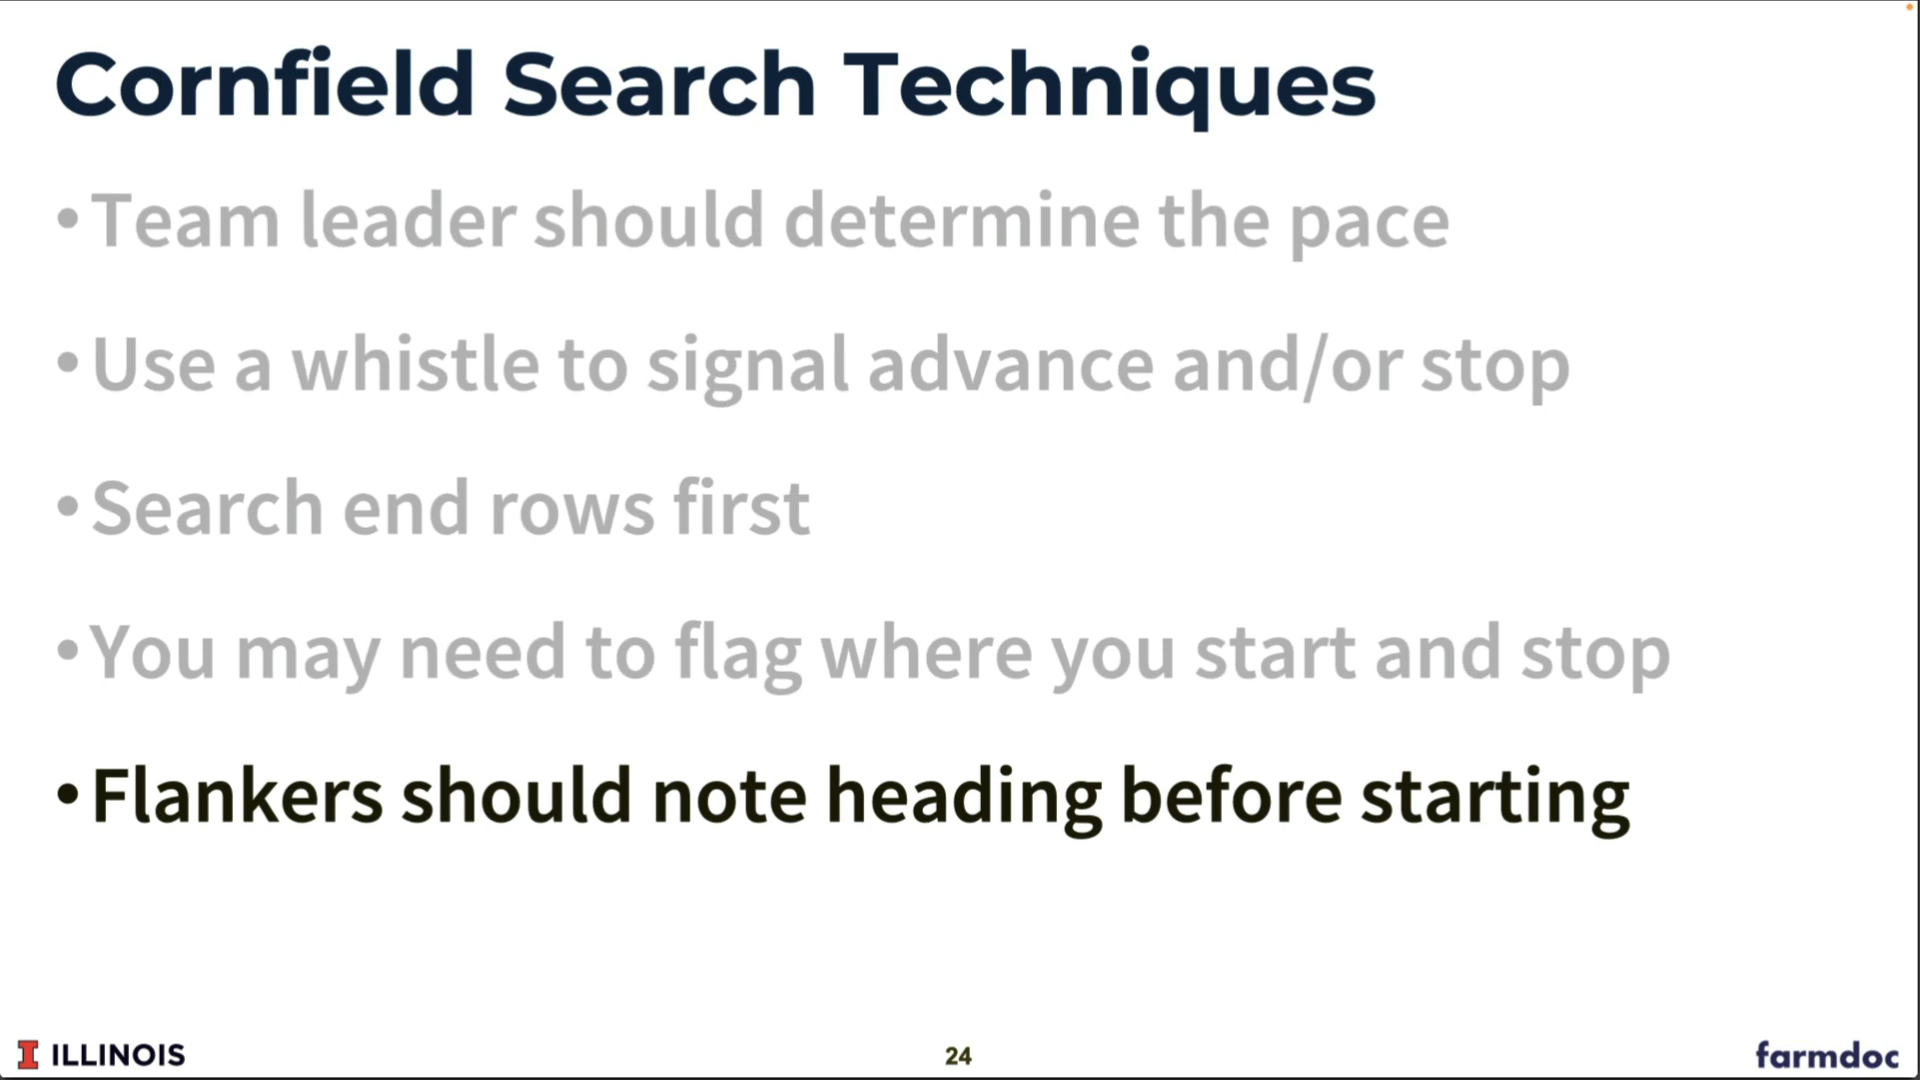 Cornfield Search Techniques
• Team leader should determine the pace
• Use a whistle to signal advance and/or stop
• Search end rows first
• You may need to flag where you start and stop
• Flankers should note heading before starting
I ILLINOIS
24
farmdoc